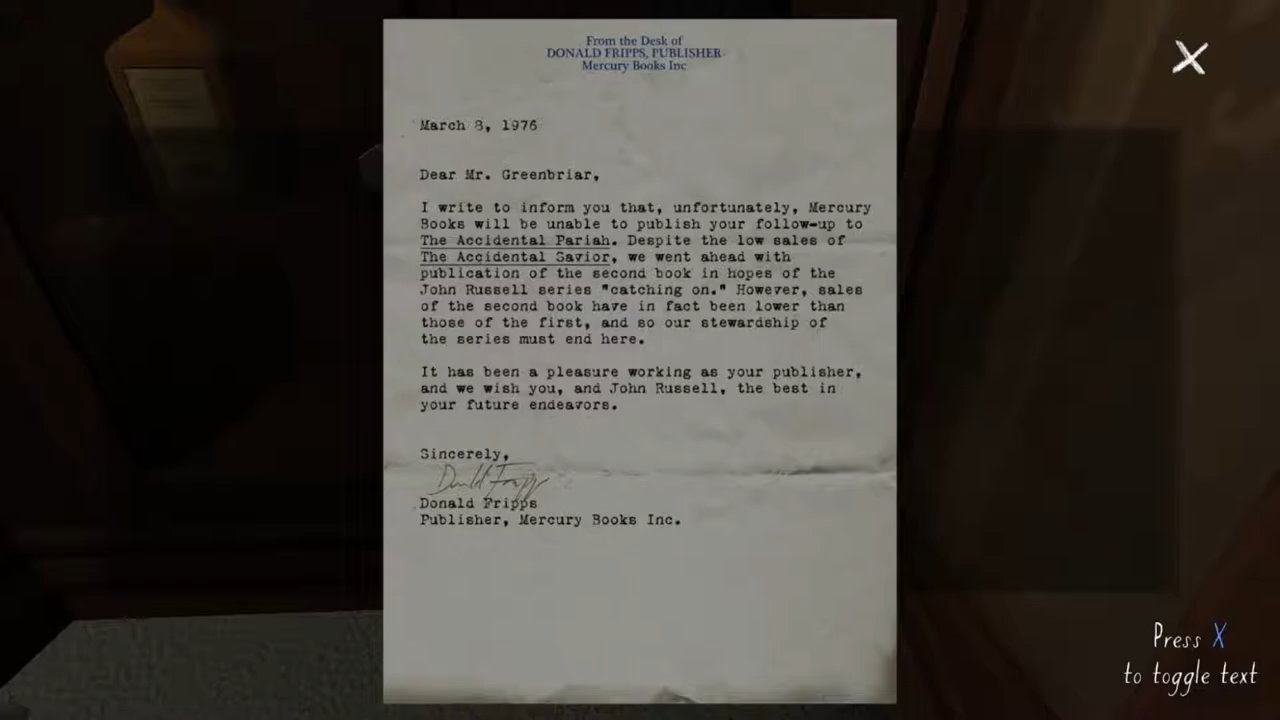 From the Desk of
DONALD FRIPPS, PUBLISHER
Mercury Books Inc
March 8, 1976
Dear Mr. Greenbriar,
I write to inform you that, unfortunately, Mercury
Books will be unable to publish your follow-up to
The Accidental Pariah. Despite the low sales of
The Accidental Savior, we went ahead with
publication of the second book in hopes of the
John Russell series "catching on." However, sales
of the second book have in fact been lower than
those of the first, and so our stewardship of
the series must end here.
It has been a pleasure working as your publisher,
and we wish you, and John Russell, the best in
your future endeavors.
Sincerely,
Donald Fripps
Donald Fripps
Publisher, Mercury Books Inc.
Press X
to toggle text